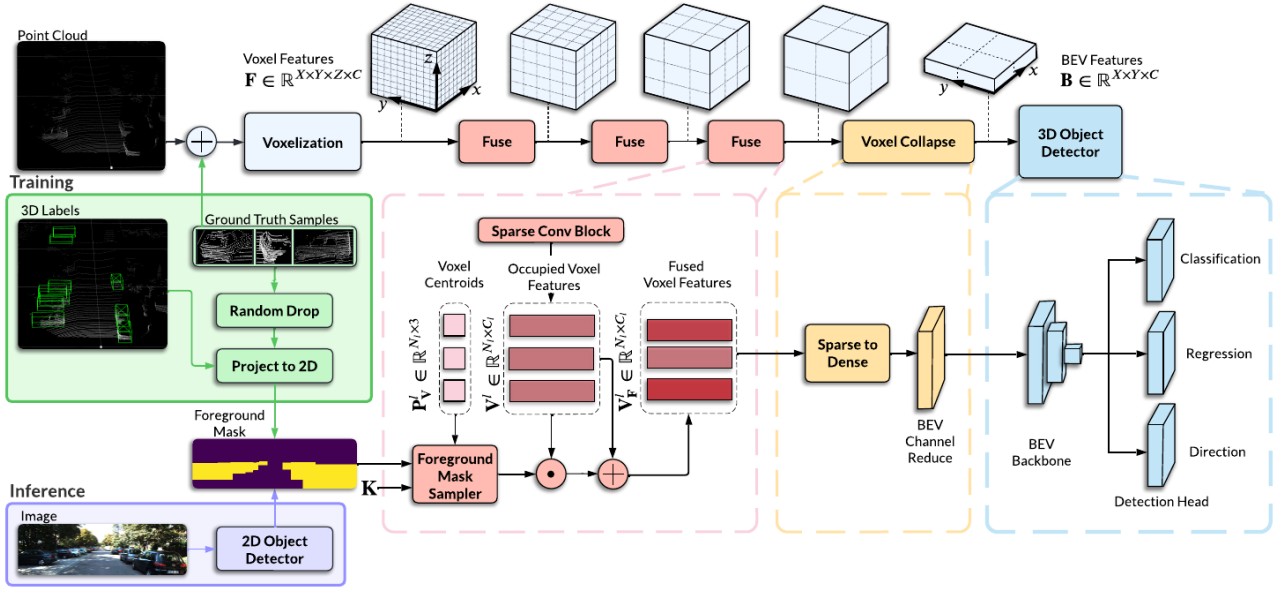 Point Cloud
Voxel Features
F ∈ ℝ^{X×Y×Z×C}
z
y
x
BEV Features
B ∈ ℝ^{X×Y×C}
y
x
Voxelization
Fuse
Fuse
Fuse
Voxel Collapse
3D Object
Detector
Training
3D Labels
Ground Truth Samples
Random Drop
Project to 2D
Foreground
Mask
K
Inference
Image
2D Object
Detector
Sparse Conv Block
Voxel
Centroids
Occupied Voxel
Features
Fused
Voxel Features
P_V^l ∈ ℝ^{N_l×3}
V^l ∈ ℝ^{N_l×C_l}
V_F^l ∈ ℝ^{N_l×C_l}
Foreground
Mask
Sampler
Sparse to
Dense
BEV
Channel
Reduce
BEV
Backbone
Classification
Regression
Direction
Detection Head